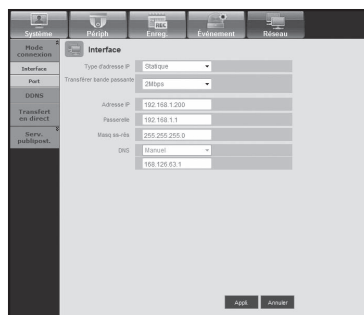 Système Périph REC Enreg. Événement Réseau
Mode connexion
Interface
Port
DDNS
Transfert en direct
Serv. publipost.
Interface
Type d'adresse IP Statique
Transférer bande passante 2Mbps
Adresse IP 192.168.1.200
Passerelle 192.168.1.1
Masq ss-rés 255.255.255.0
DNS Manuel
168.126.63.1
Appl. Annuler